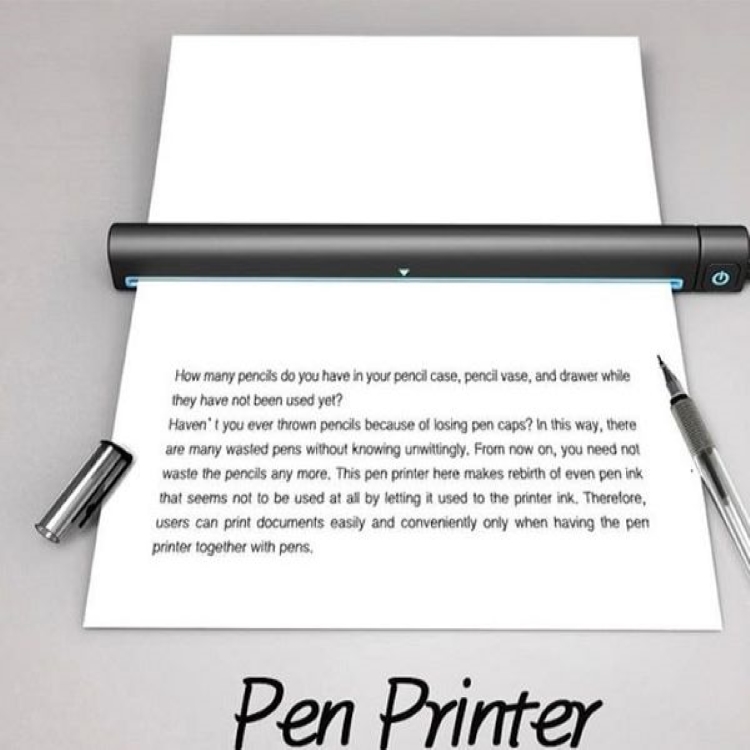 How many pencils do you have in your pencil case, pencil vase, and drawer while
they have not been used yet?
Haven't you ever thrown pencils because of losing pen caps? In this way, there
are many wasted pens without knowing unwittingly. From now on, you need not
waste the pencils any more. This pen printer here makes rebirth of even pen ink
that seems not to be used at all by letting it used to the printer ink. Therefore,
users can print documents easily and conveniently only when having the pen
printer together with pens.
Pen Printer